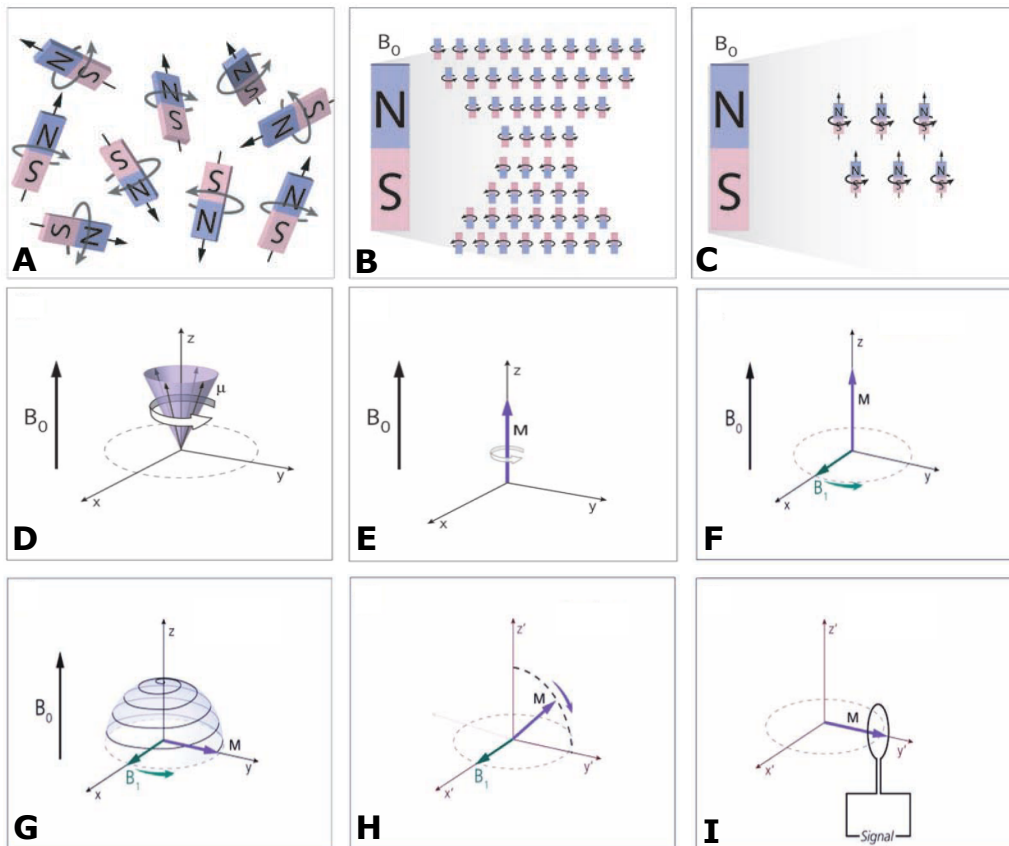 N S
N S
N S
N S
N S
S N
S N
N S
S N
A
B₀
N
S
B
B₀
N
S
N N N
S S S
N N N
S S S
C
z
μ
B₀
y
x
D
z
M
B₀
y
x
E
z
M
B₀
B₁
y
x
F
z
B₀
M
B₁
y
x
G
z'
M
B₁
y'
x'
H
z'
M
y'
x'
Signal
I